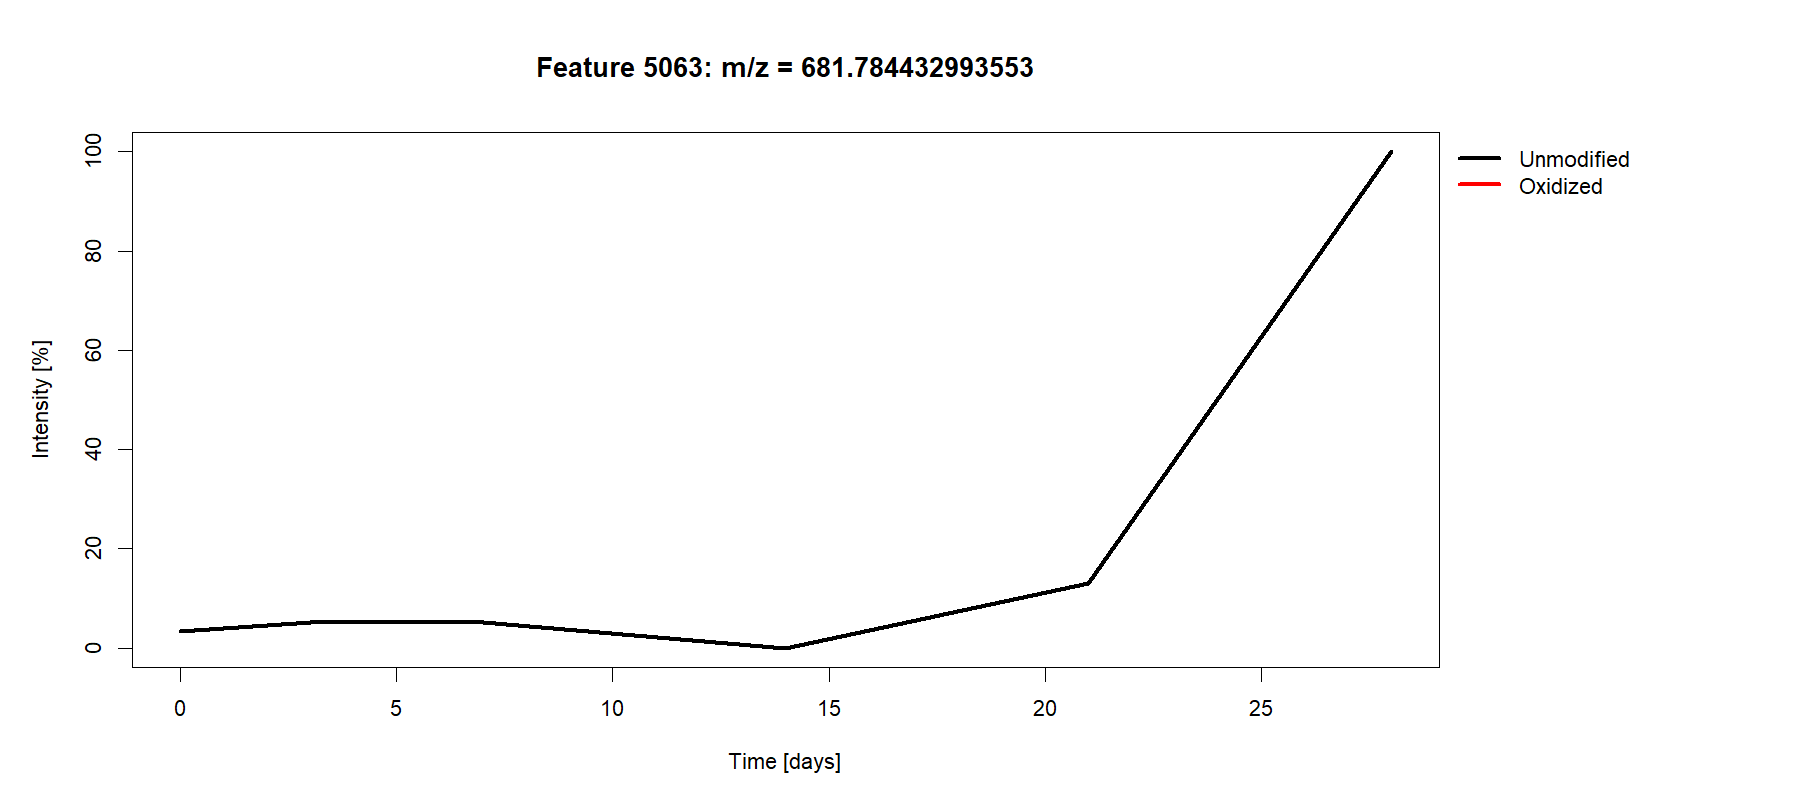 Feature 5063: m/z = 681.784432993553
Unmodified
Oxidized
Intensity [%]
100
80
60
40
20
0
0 5 10 15 20 25
Time [days]